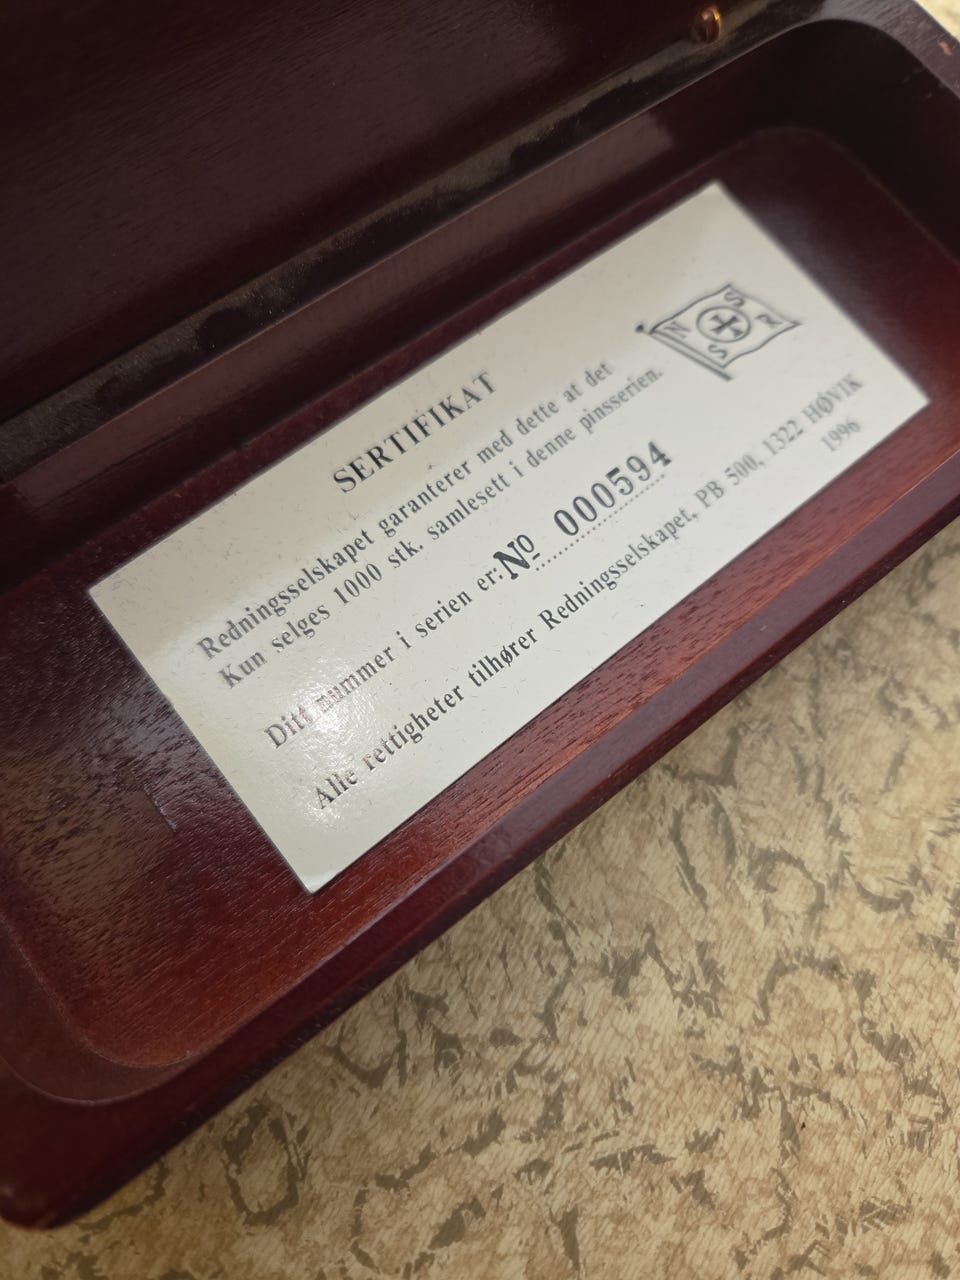 SERTIFIKAT
Redningsselskapet garanterer med dette at det
Kun selges 1000 stk. samlesett i denne pinsserien.
Ditt nummer i serien er: Nº 000594
Alle rettigheter tilhører Redningsselskapet, PB 500, 1322 HØVIK
1996
N S
S R